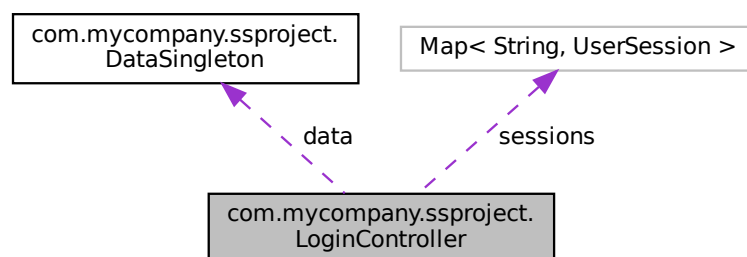 com.mycompany.ssproject.
DataSingleton
Map< String, UserSession >
data
sessions
com.mycompany.ssproject.
LoginController